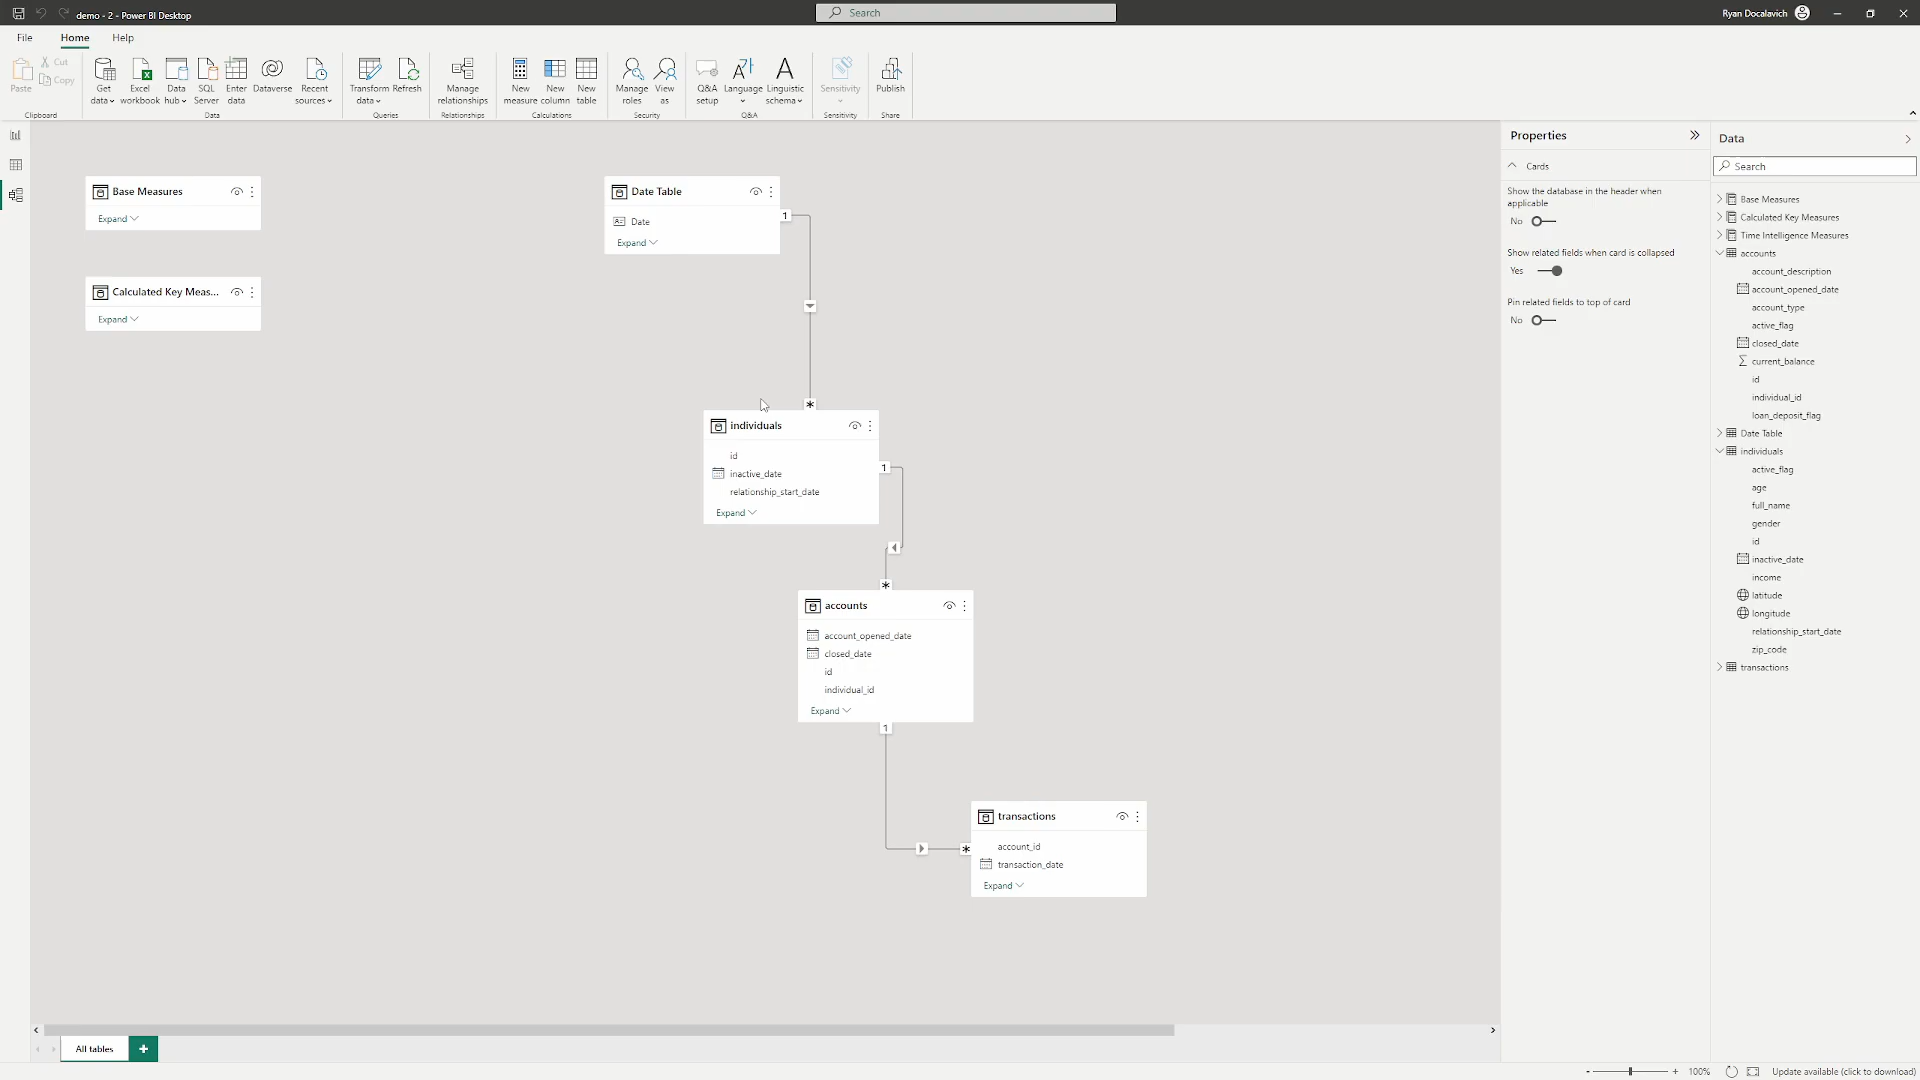 demo - 2 - Power BI Desktop
Search
Ryan Docalavich
File
Home
Help
Paste
Cut
Copy
Get data
Excel workbook
Data hub
SQL Server
Enter data
Dataverse
Recent sources
Transform data
Refresh
Manage relationships
New measure
New column
New table
Manage roles
View as
Q&A setup
Language
Linguistic schema
Sensitivity
Publish
Clipboard
Data
Queries
Relationships
Calculations
Security
Q&A
Sensitivity
Share
Base Measures
Expand
Calculated Key Meas...
Expand
Date Table
Date
Expand
1
*
individuals
id
inactive_date
relationship_start_date
Expand
1
*
accounts
account_opened_date
closed_date
id
individual_id
Expand
1
*
transactions
account_id
transaction_date
Expand
Properties
Cards
Show the database in the header when
applicable
No
Show related fields when card is collapsed
Yes
Pin related fields to top of card
No
Data
Search
Base Measures
Calculated Key Measures
Time Intelligence Measures
accounts
account_description
account_opened_date
account_type
active_flag
closed_date
current_balance
id
individual_id
loan_deposit_flag
Date Table
individuals
active_flag
age
full_name
gender
id
inactive_date
income
latitude
longitude
relationship_start_date
zip_code
transactions
All tables
100%
Update available (click to download)